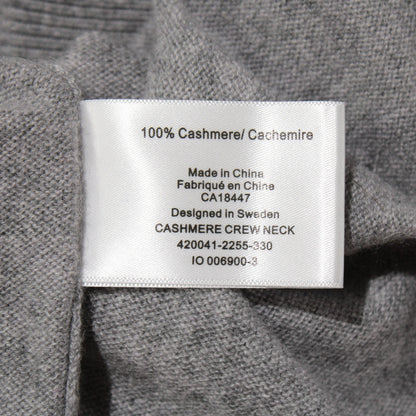 100% Cashmere/ Cachemire
Made in China
Fabriqué en Chine
CA18447
Designed in Sweden
CASHMERE CREW NECK
420041-2255-330
IO 006900-3